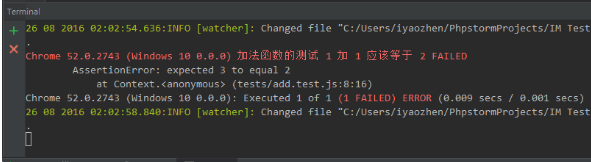 Terminal
26 08 2016 02:02:54.636:INFO [watcher]: Changed file "C:/Users/iyaozhen/PhpstormProjects/IM Test
.
Chrome 52.0.2743 (Windows 10 0.0.0) 加法函数的测试 1 加 1 应该等于 2 FAILED
AssertionError: expected 3 to equal 2
at Context.<anonymous> (tests/add.test.js:8:16)
Chrome 52.0.2743 (Windows 10 0.0.0): Executed 1 of 1 (1 FAILED) ERROR (0.009 secs / 0.001 secs)
26 08 2016 02:02:58.840:INFO [watcher]: Changed file "C:/Users/iyaozhen/PhpstormProjects/IM Test
.